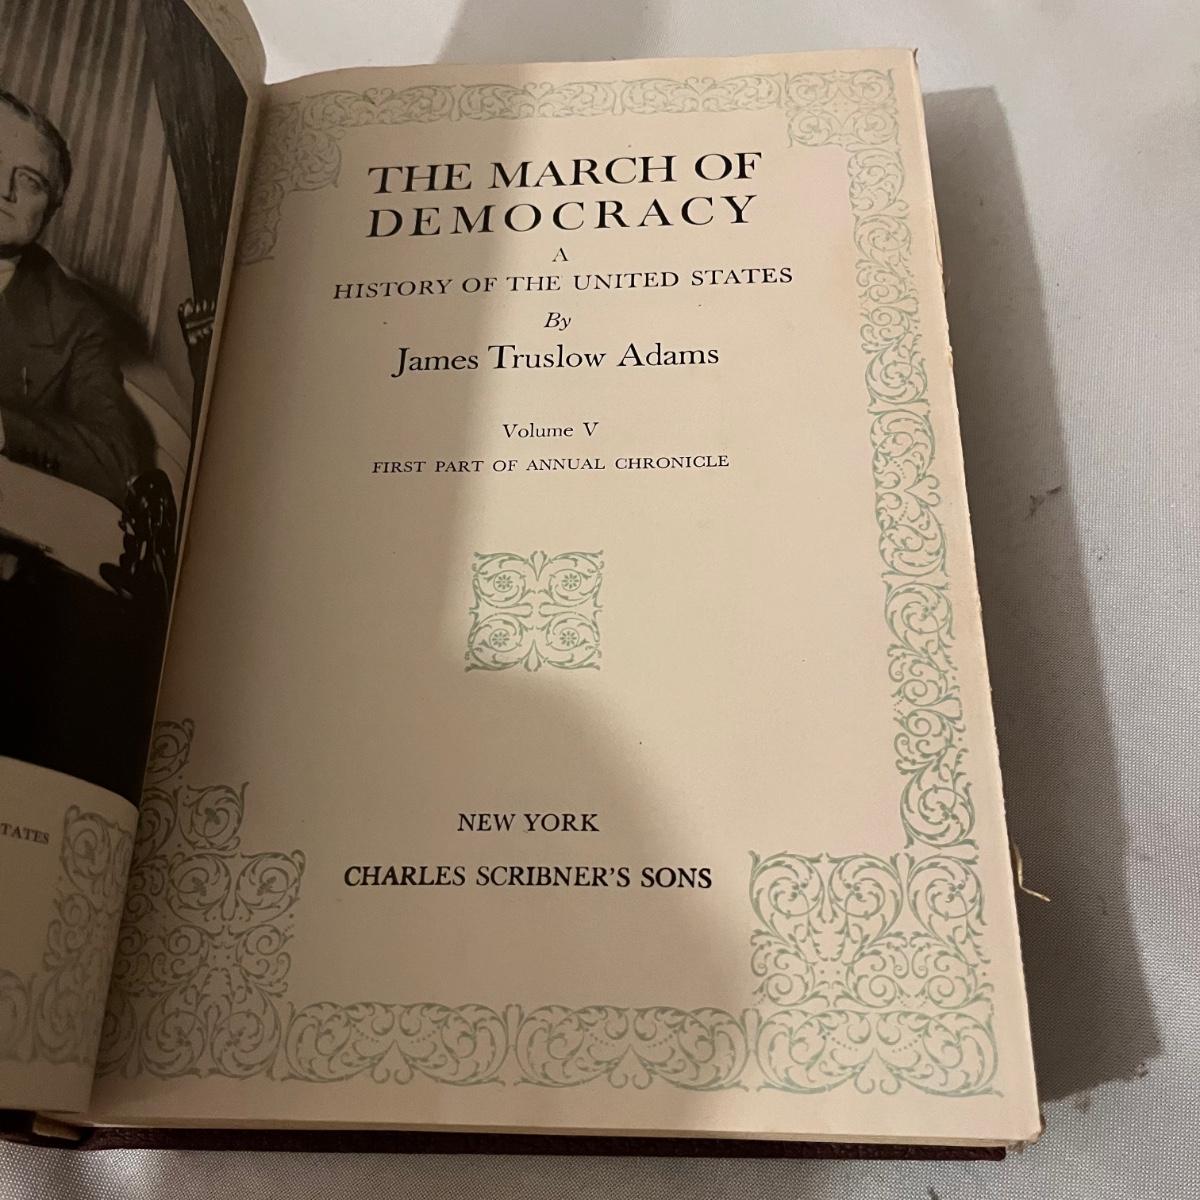 THE MARCH OF
DEMOCRACY
A
HISTORY OF THE UNITED STATES
By
James Truslow Adams
Volume V
FIRST PART OF ANNUAL CHRONICLE
NEW YORK
CHARLES SCRIBNER'S SONS
TATES